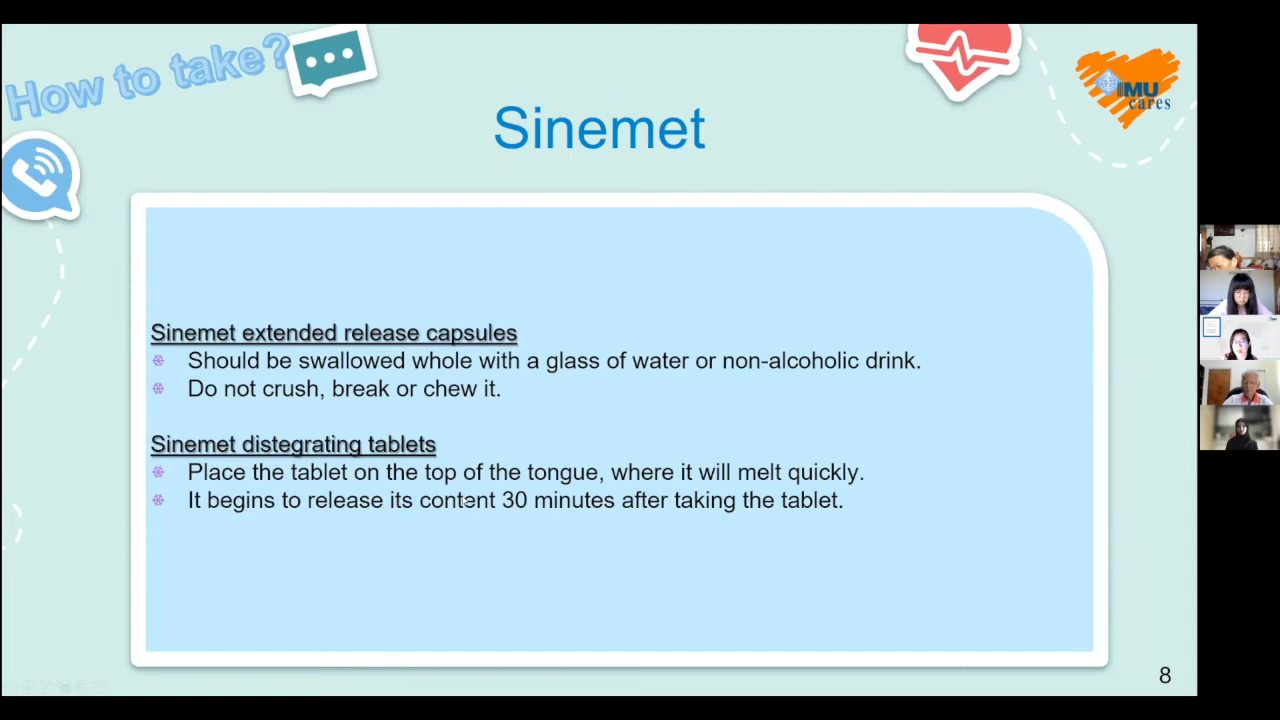 How to take?
IMU
cares
Sinemet
Sinemet extended release capsules
Should be swallowed whole with a glass of water or non-alcoholic drink.
Do not crush, break or chew it.
Sinemet distegrating tablets
Place the tablet on the top of the tongue, where it will melt quickly.
It begins to release its content 30 minutes after taking the tablet.
8